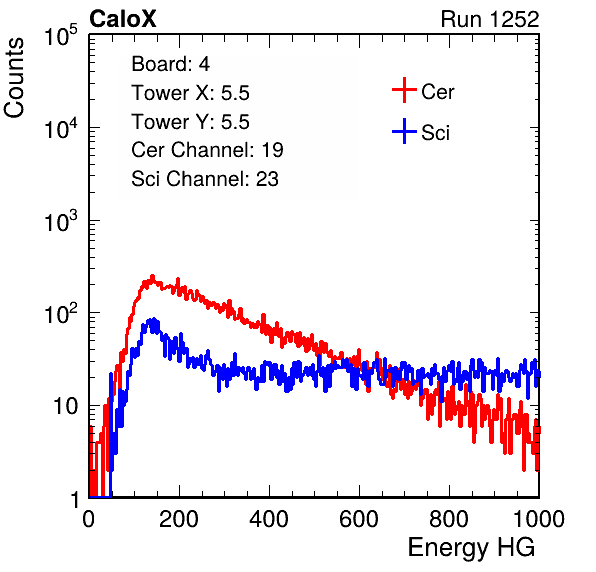 CaloX Run 1252
Counts
10^5
10^4
10^3
10^2
10
1
Board: 4
Tower X: 5.5
Tower Y: 5.5
Cer Channel: 19
Sci Channel: 23
Cer
Sci
0 200 400 600 800 1000
Energy HG